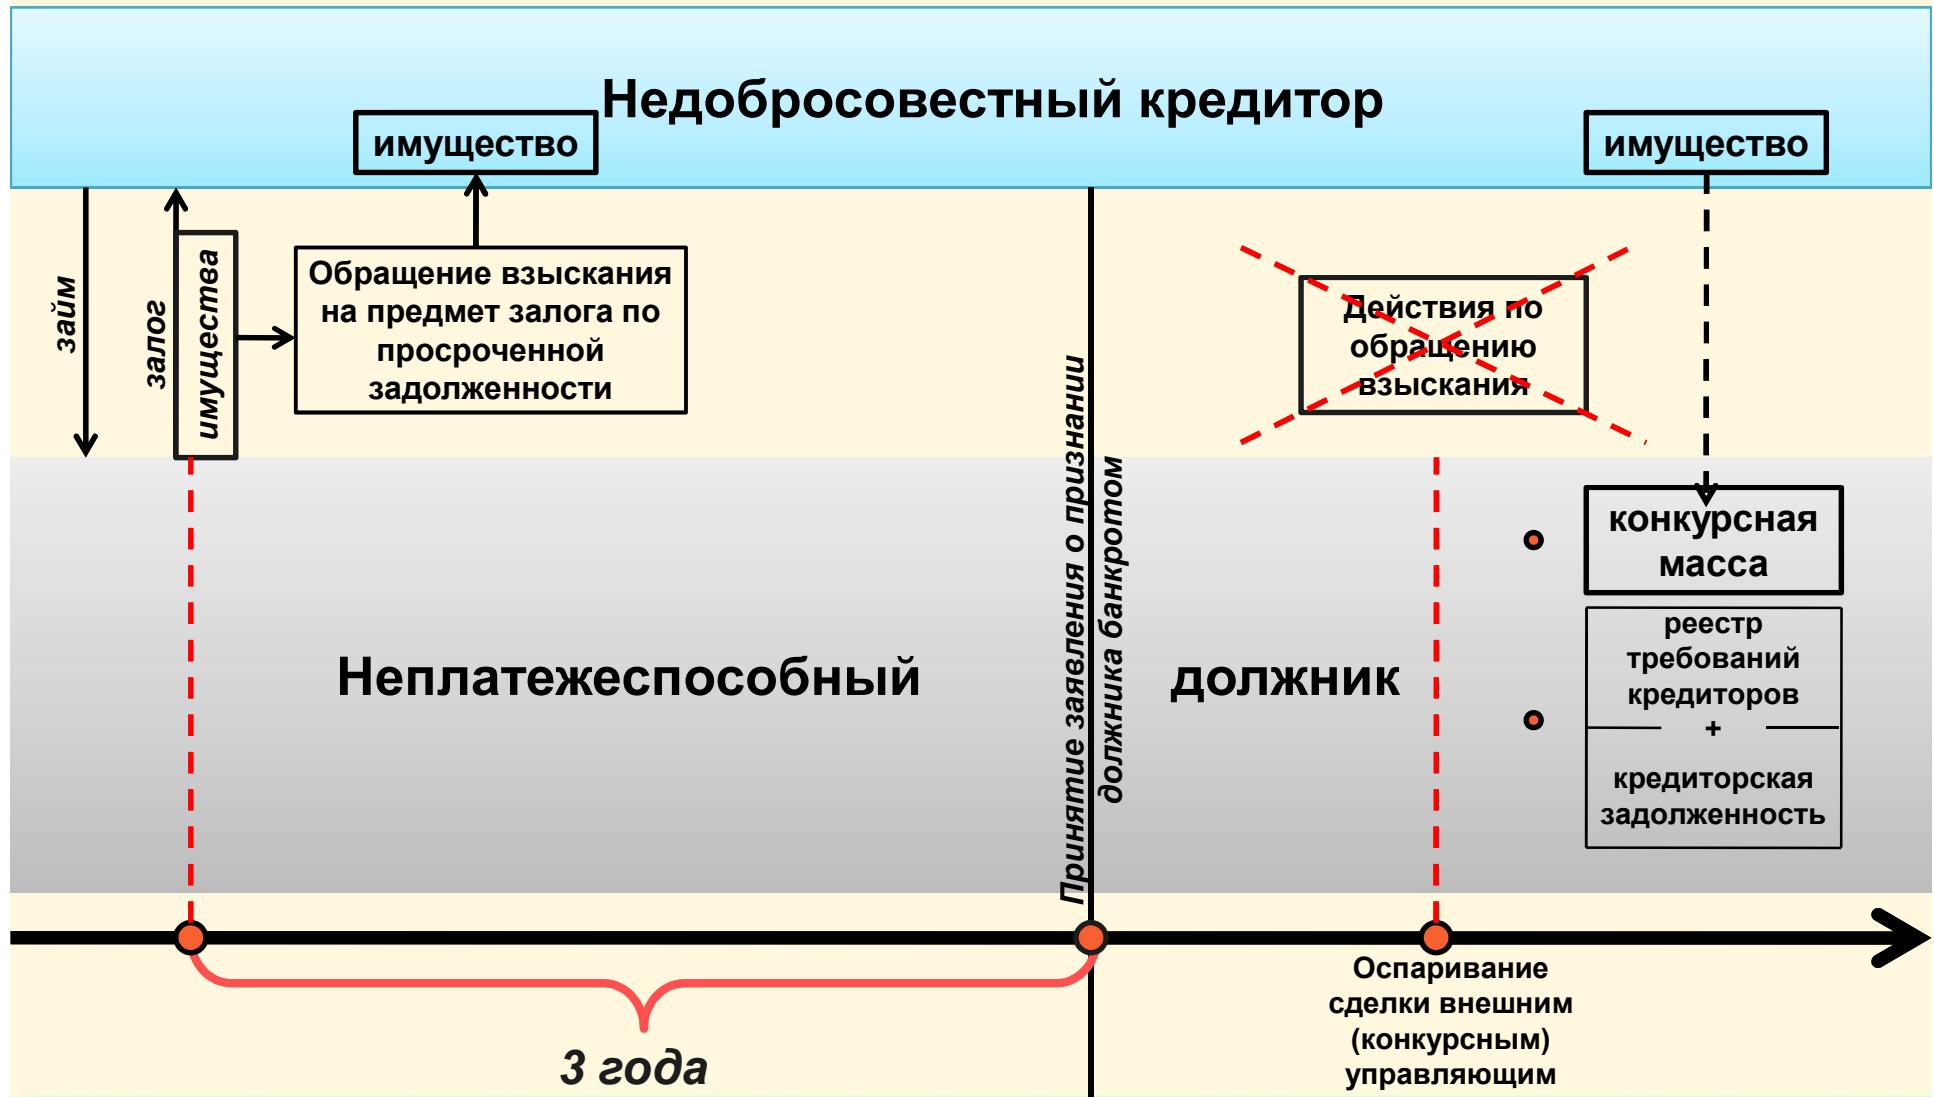 Недобросовестный кредитор
имущество
имущество
займ
залог
имущества
Обращение взыскания
на предмет залога по
просроченной
задолженности
Принятие заявления о признании
должника банкротом
Действия по
обращению
взыскания
конкурсная
масса
реестр
требований
кредиторов
+
кредиторская
задолженность
Неплатежеспособный
должник
3 года
Оспаривание
сделки внешним
(конкурсным)
управляющим